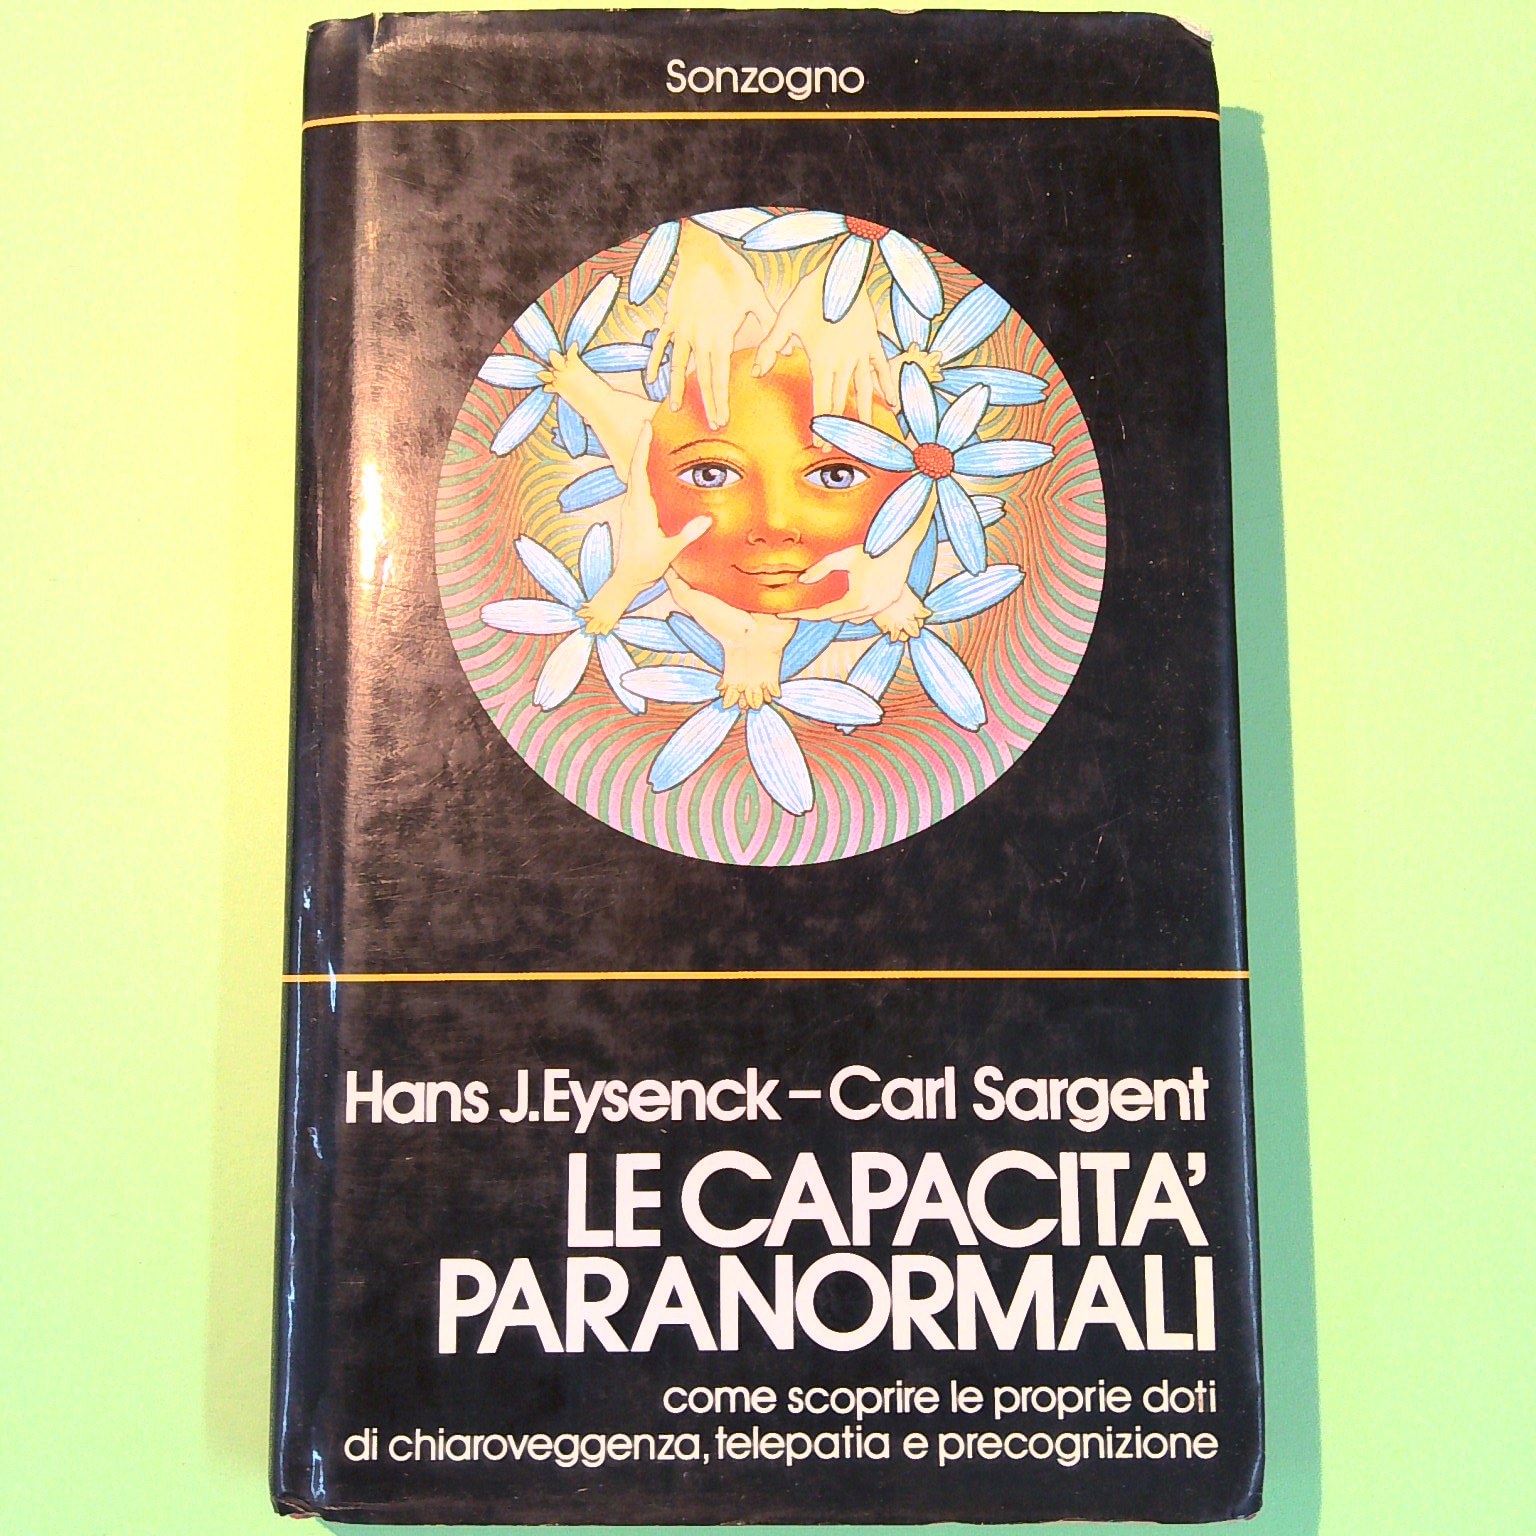 Sonzogno
Hans J.Eysenck – Carl Sargent
LE CAPACITA'
PARANORMALI
come scoprire le proprie doti
di chiaroveggenza, telepatia e precognizione